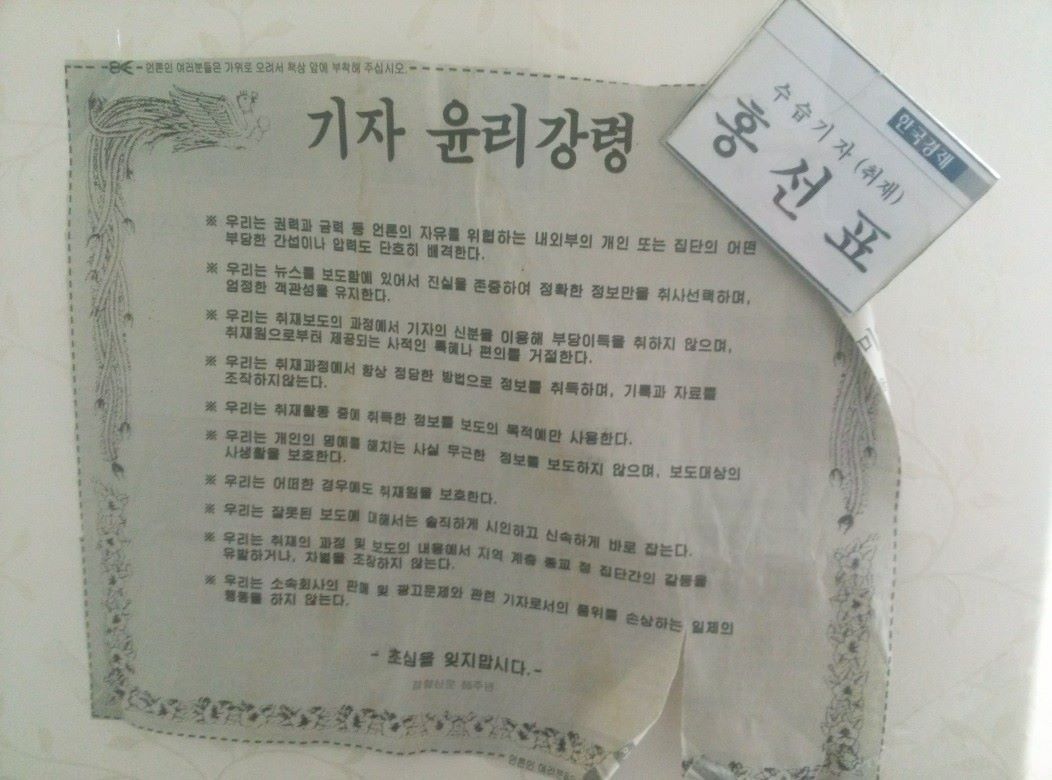 언론인 여러분들은 가위로 오려서 책상 앞에 부착해 주십시오.
기자 윤리강령
한국경제
수습기자(취재)
홍선표
※ 우리는 권력과 금력 등 언론의 자유를 위협하는 내외부의 개인 또는 집단의 어떤
부당한 간섭이나 압력도 단호히 배격한다.
※ 우리는 뉴스를 보도함에 있어서 진실을 존중하여 정확한 정보만을 취사선택하며,
엄정한 객관성을 유지한다.
※ 우리는 취재보도의 과정에서 기자의 신분을 이용해 부당이득을 취하지 않으며,
취재원으로부터 제공되는 사적인 특혜나 편의를 거절한다.
※ 우리는 취재과정에서 항상 정당한 방법으로 정보를 취득하며, 기록과 자료를
조작하지않는다.
※ 우리는 취재활동 중에 취득한 정보를 보도의 목적에만 사용한다.
※ 우리는 개인의 명예를 해치는 사실 무근한 정보를 보도하지 않으며, 보도대상의
사생활을 보호한다.
※ 우리는 어떠한 경우에도 취재원을 보호한다.
※ 우리는 잘못된 보도에 대해서는 솔직하게 시인하고 신속하게 바로 잡는다.
※ 우리는 취재의 과정 및 보도의 내용에서 지역 계층 종교 성 집단간의 갈등을
유발하거나, 차별을 조장하지 않는다.
※ 우리는 소속회사의 판매 및 광고문제와 관련 기자로서의 품위를 손상하는 일체의
행동을 하지 않는다.
- 초심을 잊지맙시다.-
언론인 여러분들